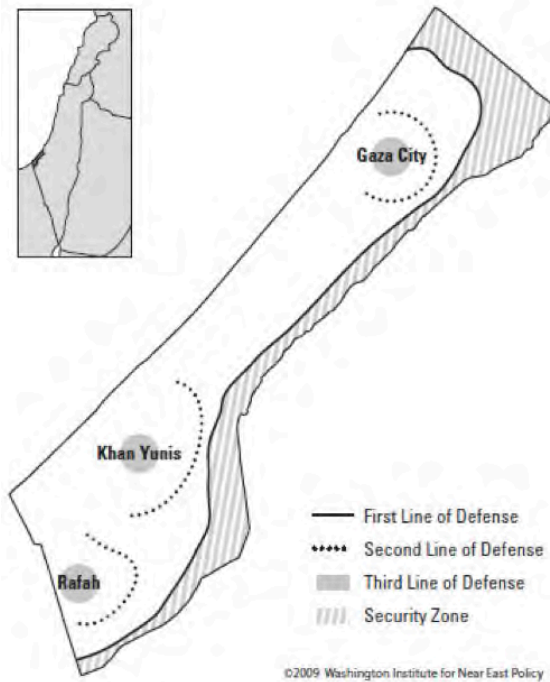 Gaza City
Khan Yunis
Rafah
First Line of Defense
Second Line of Defense
Third Line of Defense
Security Zone
©2009 Washington Institute for Near East Policy